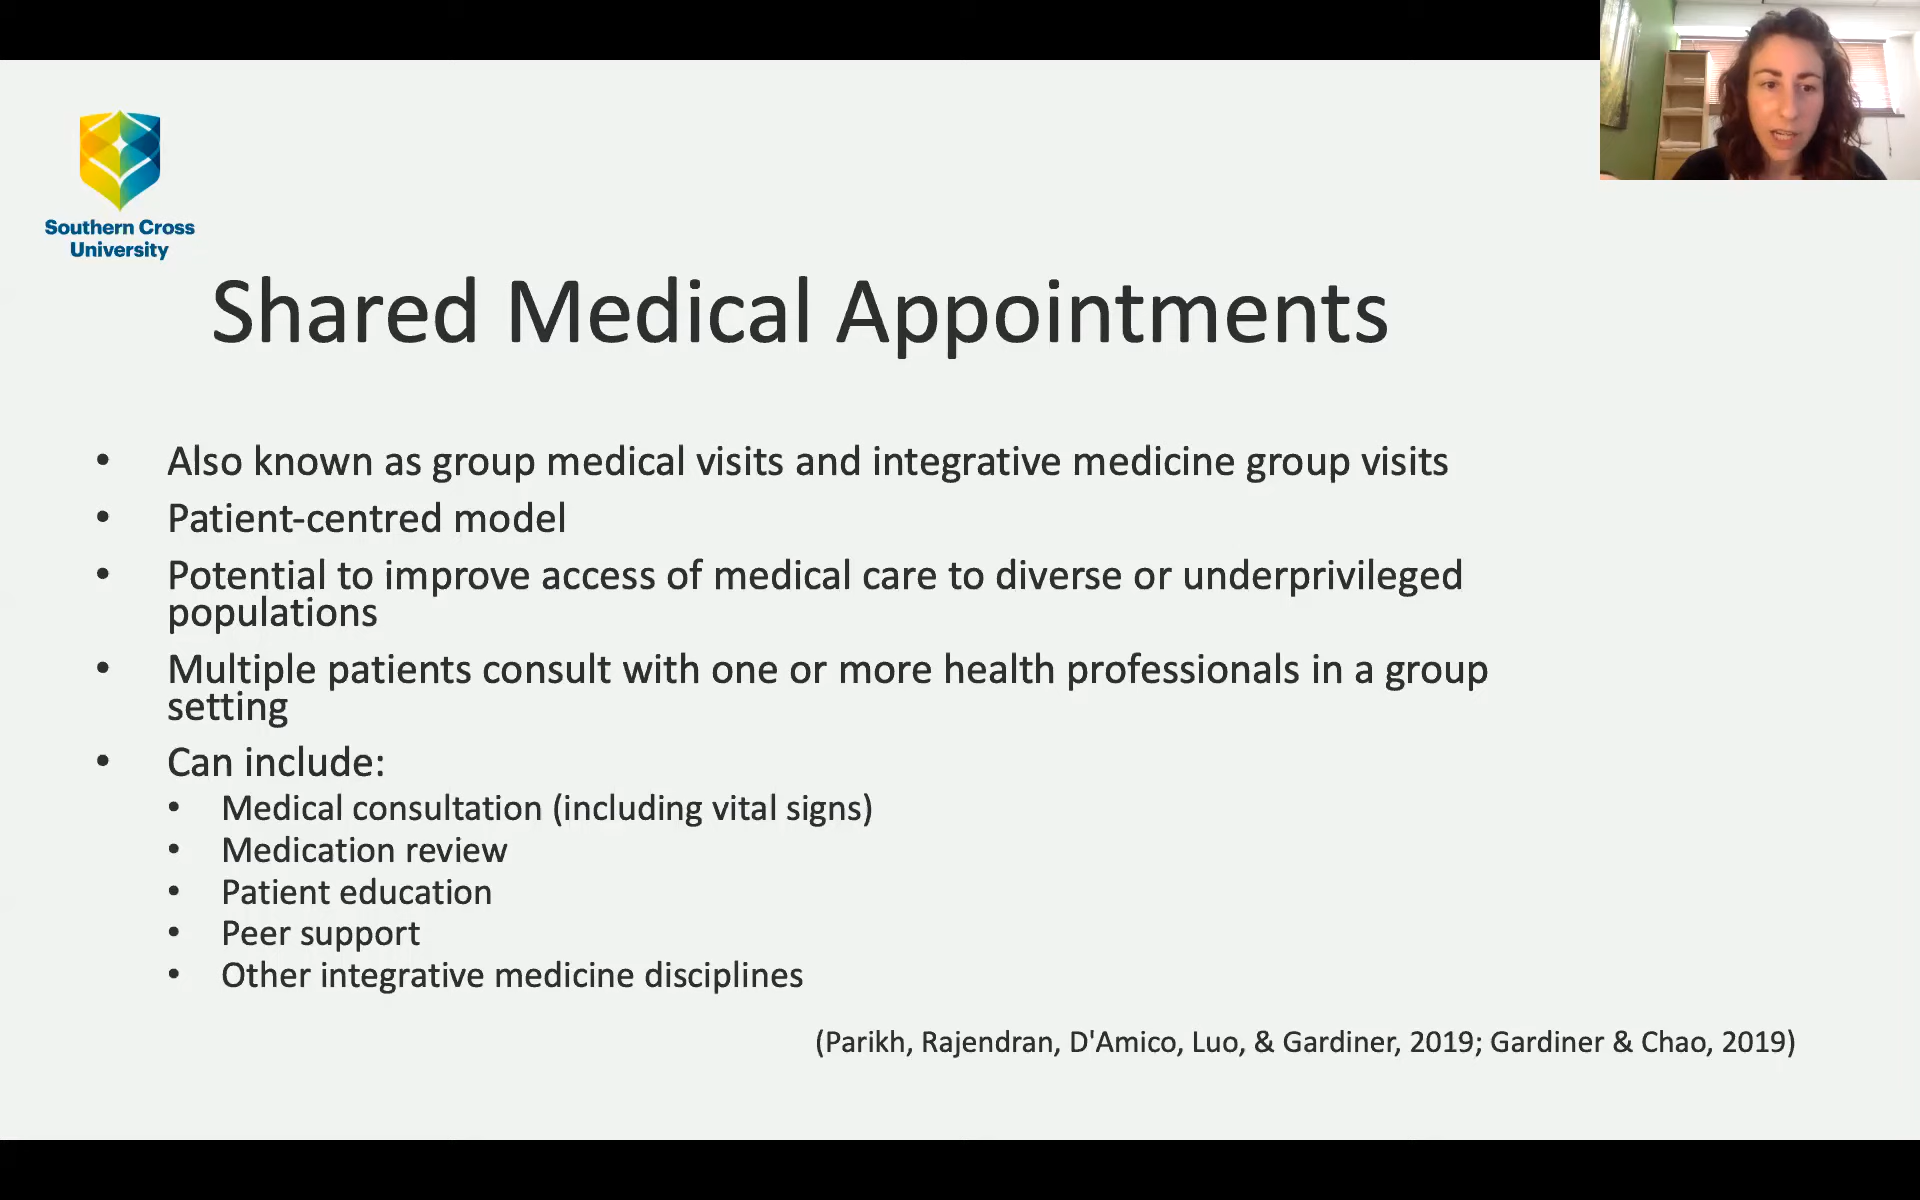 Southern Cross
University
Shared Medical Appointments
• Also known as group medical visits and integrative medicine group visits
• Patient-centred model
• Potential to improve access of medical care to diverse or underprivileged
populations
• Multiple patients consult with one or more health professionals in a group
setting
• Can include:
• Medical consultation (including vital signs)
• Medication review
• Patient education
• Peer support
• Other integrative medicine disciplines
(Parikh, Rajendran, D'Amico, Luo, & Gardiner, 2019; Gardiner & Chao, 2019)